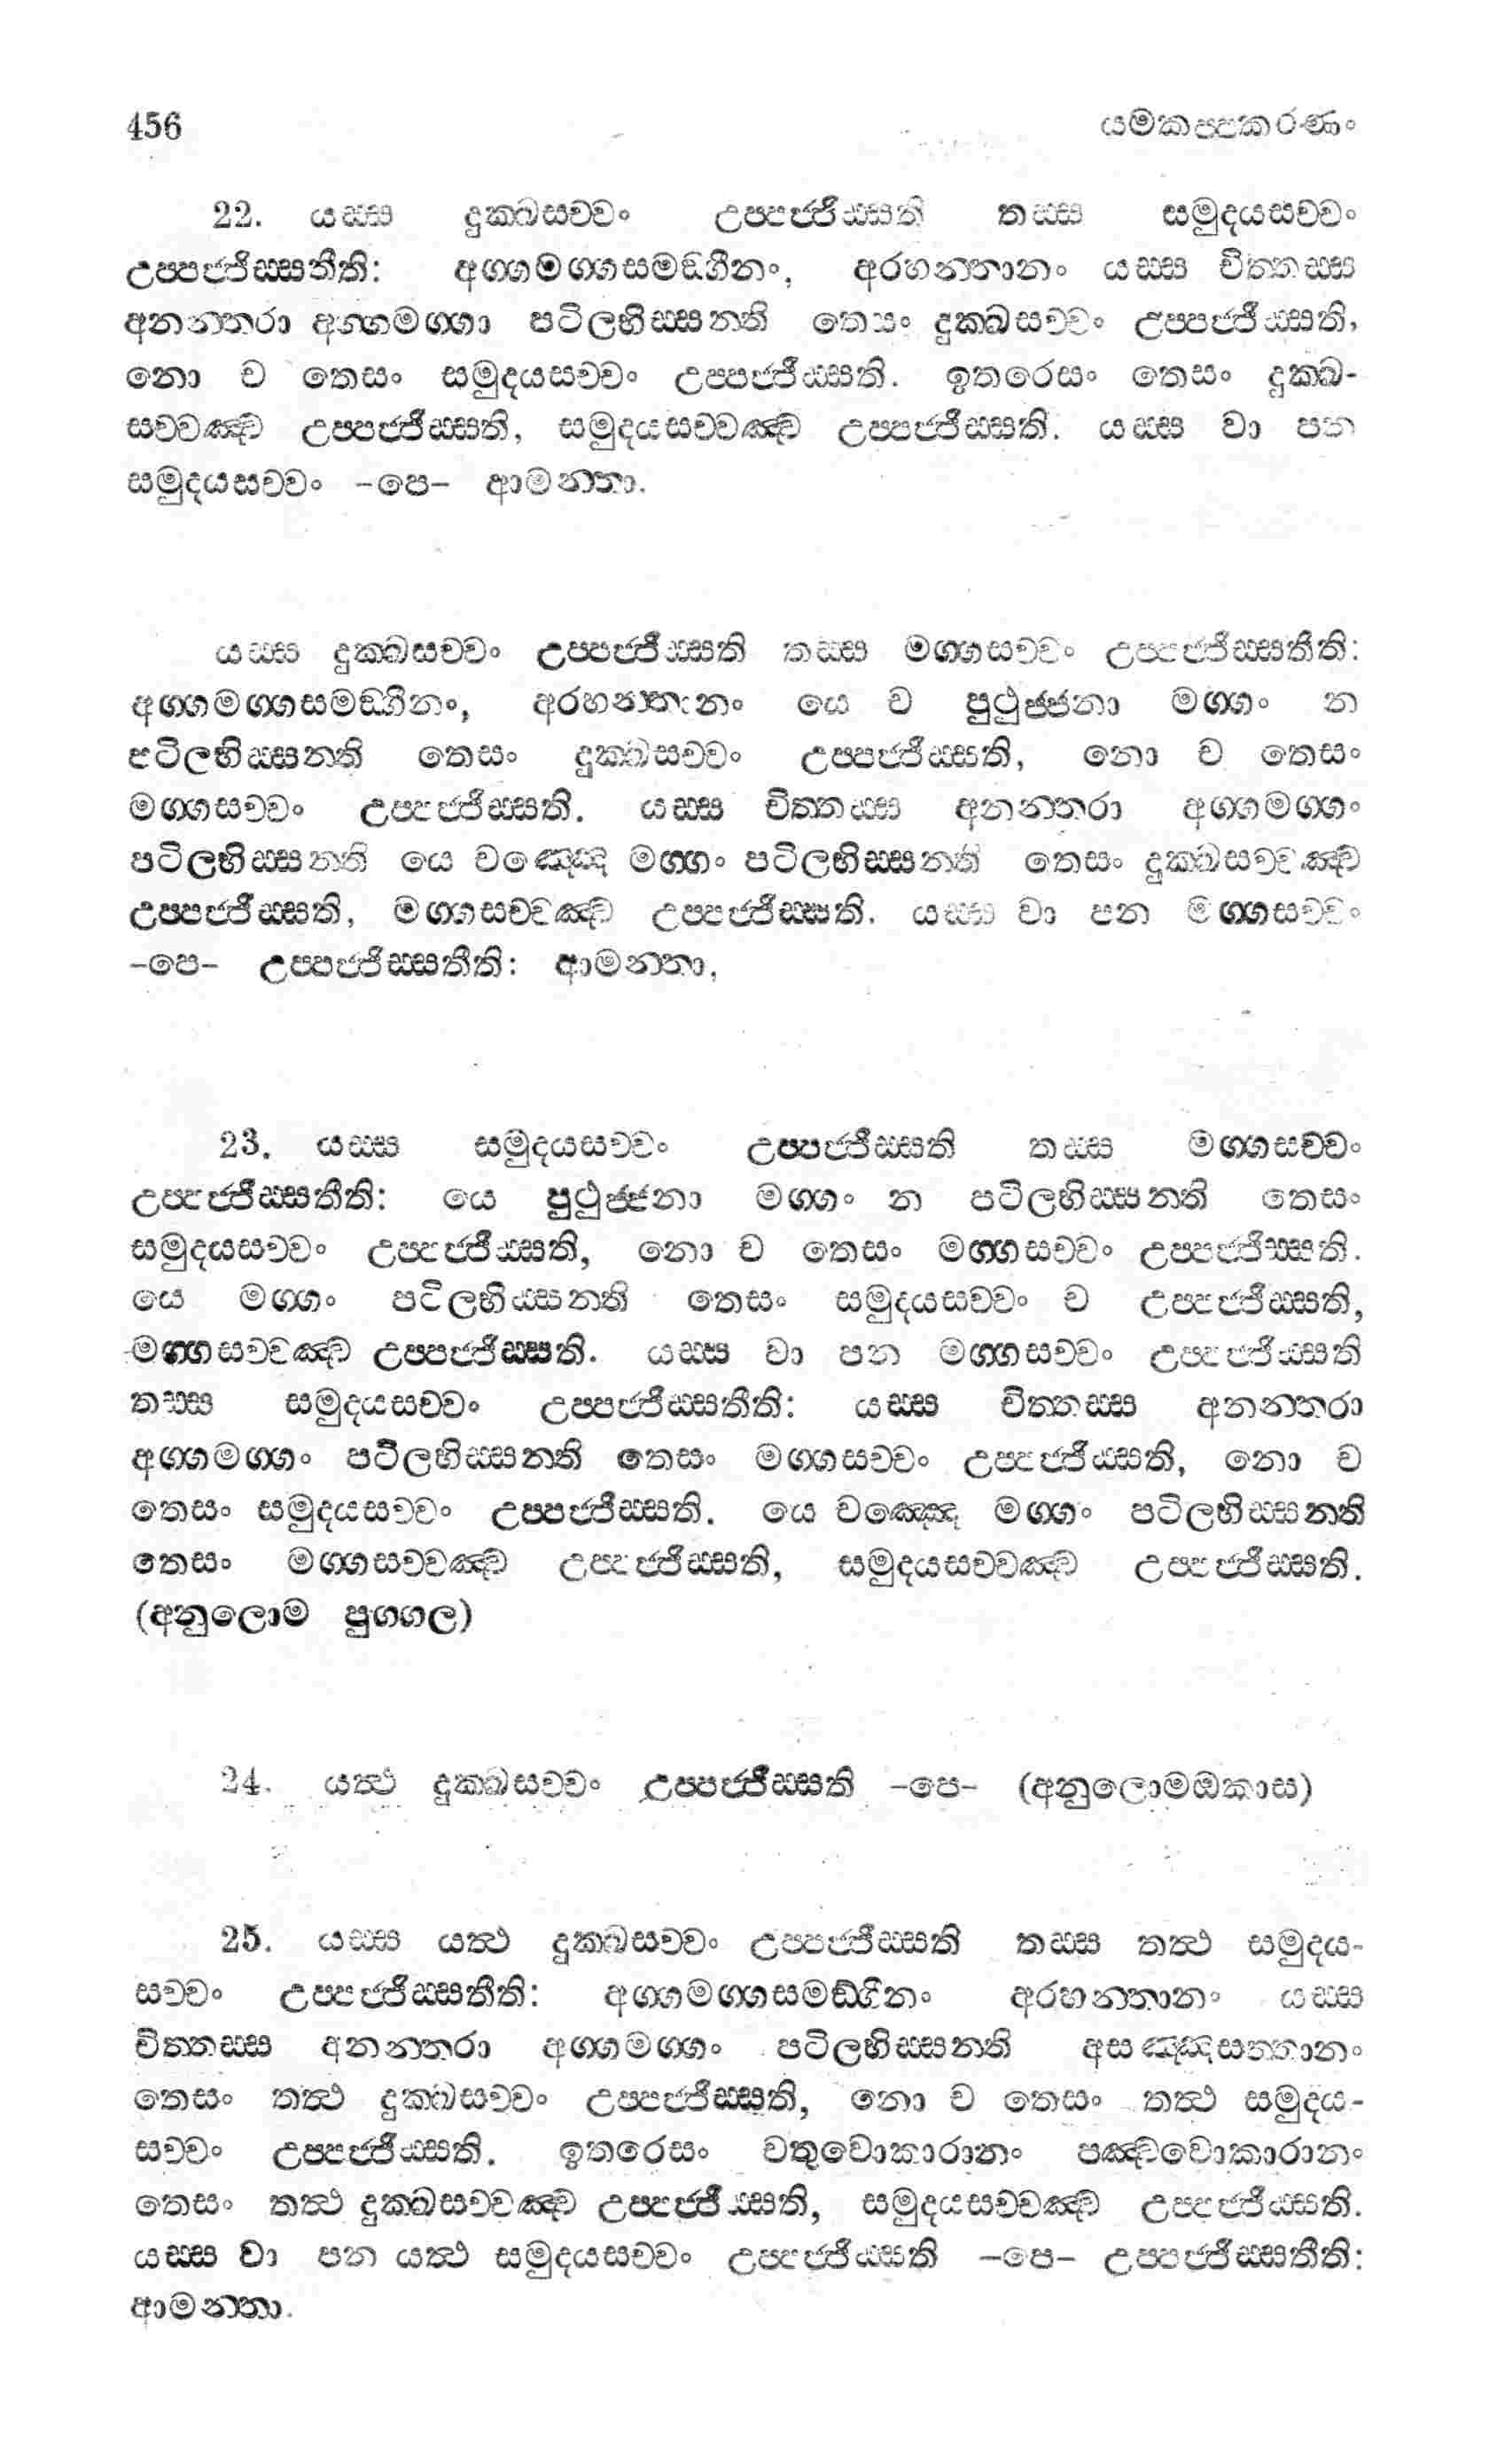 456 යමකප්පකරණං
22. යස්ස දුක්ඛසච්චං උප්පජ්ජිස්සති තස්ස සමුදයසච්චං
උප්පජ්ජිස්සතීති: අග්ගමග්ගසමඞ්ගීනං, අරහන්තානං යස්ස චිත්තස්ස
අනන්තරා අග්ගමග්ගා පටිලභිස්සන්ති තෙසං දුක්ඛසච්චං උප්පජ්ජිස්සති,
නො ච තෙසං සමුදයසච්චං උප්පජ්ජිස්සති. ඉතරෙසං තෙසං දුක්ඛ-
සච්චඤ්ච උප්පජ්ජිස්සති, සමුදයසච්චඤ්ච උප්පජ්ජිස්සති. යස්ස වා පන
සමුදයසච්චං -පෙ- ආමන්තා.
යස්ස දුක්ඛසච්චං උප්පජ්ජිස්සති තස්ස මග්ගසච්චං උප්පජ්ජිස්සතීති:
අග්ගමග්ගසමඞ්ගීනං, අරහන්තානං යෙ ච පුථුජ්ජනා මග්ගං න
පටිලභිස්සන්ති තෙසං දුක්ඛසච්චං උප්පජ්ජිස්සති, නො ච තෙසං
මග්ගසච්චං උප්පජ්ජිස්සති. යස්ස චිත්තස්ස අනන්තරා අග්ගමග්ගං
පටිලභිස්සන්ති යෙ චඤ්ඤෙ මග්ගං පටිලභිස්සන්ති තෙසං දුක්ඛසච්චඤ්ච
උප්පජ්ජිස්සති, මග්ගසච්චඤ්ච උප්පජ්ජිස්සති. යස්ස වා පන මග්ගසච්චං
-පෙ- උප්පජ්ජිස්සතීති: ආමන්තා,
23. යස්ස සමුදයසච්චං උප්පජ්ජිස්සති තස්ස මග්ගසච්චං
උප්පජ්ජිස්සතීති: යෙ පුථුජ්ජනා මග්ගං න පටිලභිස්සන්ති තෙසං
සමුදයසච්චං උප්පජ්ජිස්සති, නො ච තෙසං මග්ගසච්චං උප්පජ්ජිස්සති.
යෙ මග්ගං පටිලභිස්සන්ති තෙසං සමුදයසච්චං ච උප්පජ්ජිස්සති,
මග්ගසච්චඤ්ච උප්පජ්ජිස්සති. යස්ස වා පන මග්ගසච්චං උප්පජ්ජිස්සති
තස්ස සමුදයසච්චං උප්පජ්ජිස්සතීති: යස්ස චිත්තස්ස අනන්තරා
අග්ගමග්ගං පටිලභිස්සන්ති තෙසං මග්ගසච්චං උප්පජ්ජිස්සති, නො ච
තෙසං සමුදයසච්චං උප්පජ්ජිස්සති. යෙ චඤ්ඤෙ මග්ගං පටිලභිස්සන්ති
තෙසං මග්ගසච්චඤ්ච උප්පජ්ජිස්සති, සමුදයසච්චඤ්ච උප්පජ්ජිස්සති.
(අනුලොම පුග්ගල)
24. යත්ථ දුක්ඛසච්චං උප්පජ්ජිස්සති -පෙ- (අනුලොමඔකාස)
25. යස්ස යත්ථ දුක්ඛසච්චං උප්පජ්ජිස්සති තස්ස තත්ථ සමුදය-
සච්චං උප්පජ්ජිස්සතීති: අග්ගමග්ගසමඞ්ගීනං අරහන්තානං යස්ස
චිත්තස්ස අනන්තරා අග්ගමග්ගං පටිලභිස්සන්ති අසඤ්ඤසත්තානං
තෙසං තත්ථ දුක්ඛසච්චං උප්පජ්ජිස්සති, නො ච තෙසං තත්ථ සමුදය-
සච්චං උප්පජ්ජිස්සති. ඉතරෙසං චතුවොකාරානං පඤ්චවොකාරානං
තෙසං තත්ථ දුක්ඛසච්චඤ්ච උප්පජ්ජිස්සති, සමුදයසච්චඤ්ච උප්පජ්ජිස්සති.
යස්ස වා පන යත්ථ සමුදයසච්චං උප්පජ්ජිස්සති -පෙ- උප්පජ්ජිස්සතීති:
ආමන්තා.